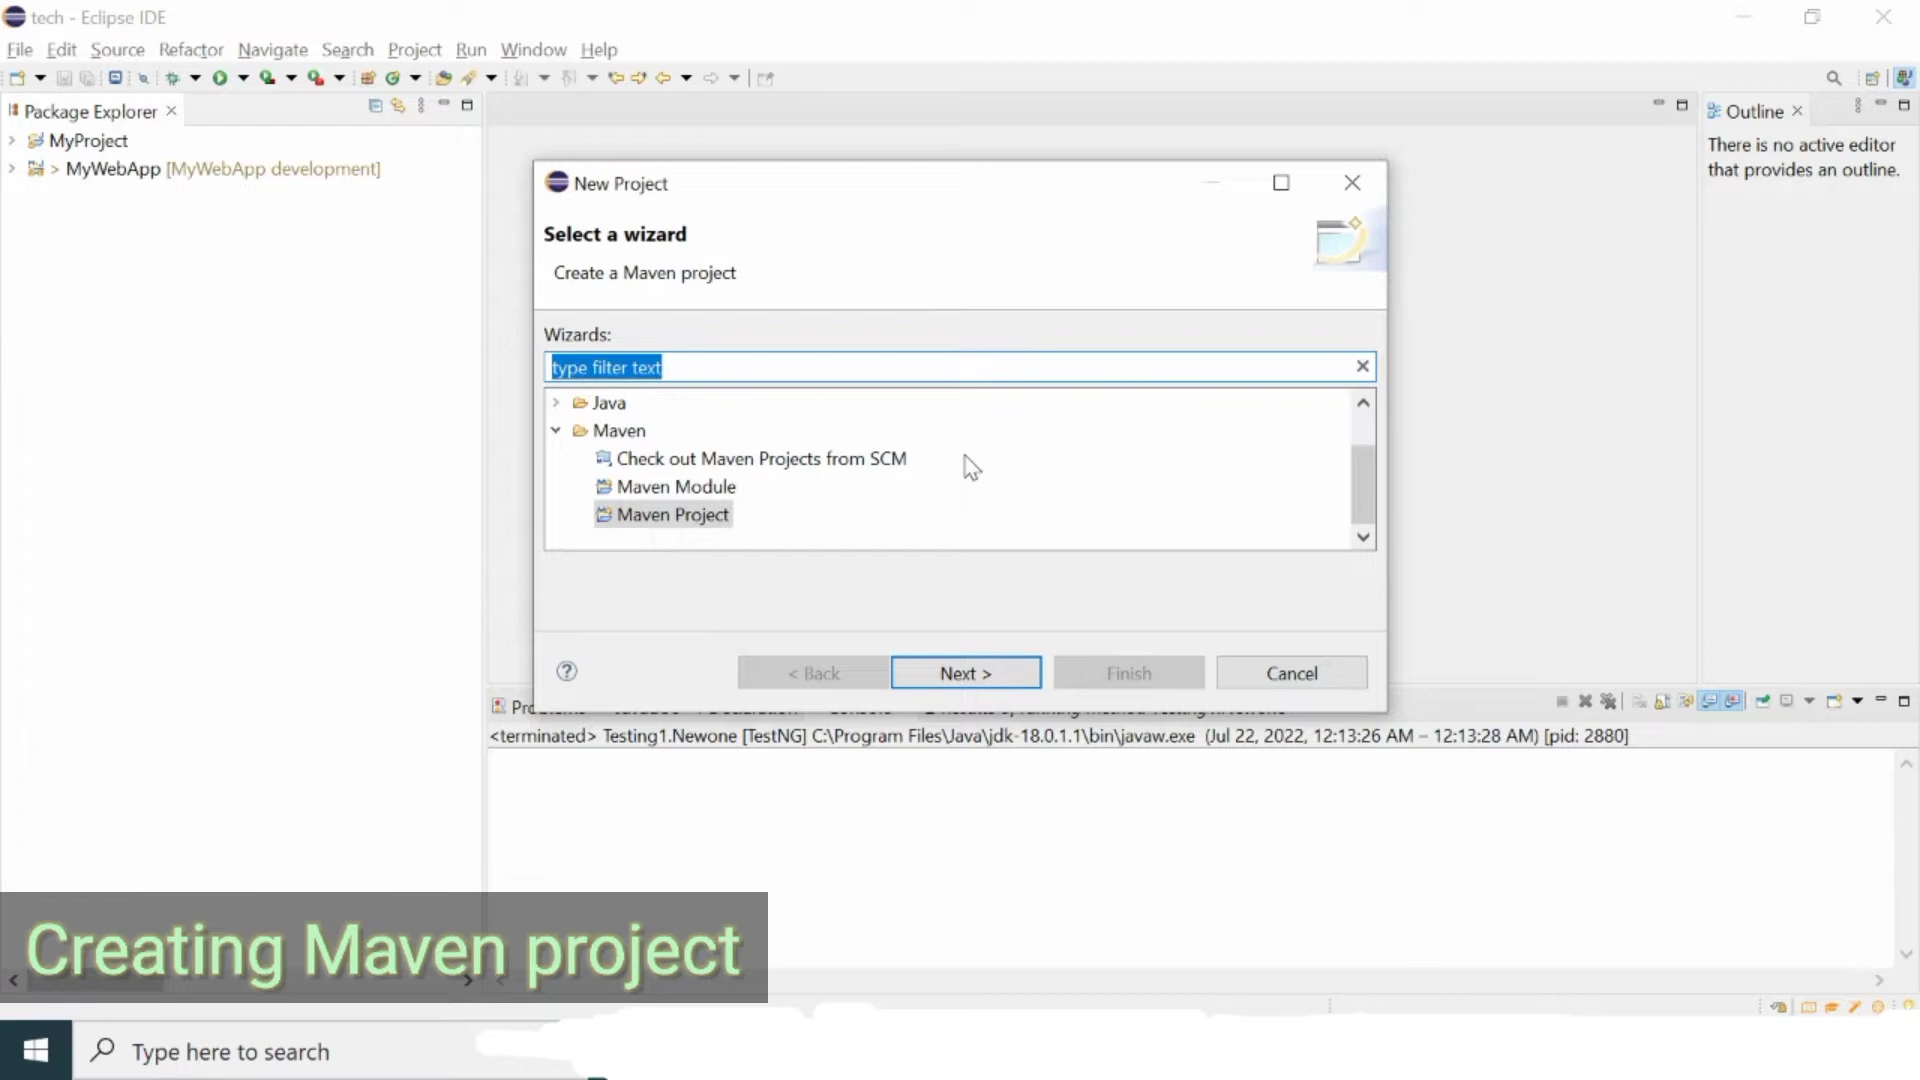 tech - Eclipse IDE
File Edit Source Refactor Navigate Search Project Run Window Help
Package Explorer
MyProject
> MyWebApp [MyWebApp development]
Outline
There is no active editor
that provides an outline.
New Project
Select a wizard
Create a Maven project
Wizards:
type filter text
Java
Maven
Check out Maven Projects from SCM
Maven Module
Maven Project
< Back Next > Finish Cancel
<terminated> Testing1.Newone [TestNG] C:\Program Files\Java\jdk-18.0.1.1\bin\javaw.exe (Jul 22, 2022, 12:13:26 AM – 12:13:28 AM) [pid: 2880]
Creating Maven project
Type here to search